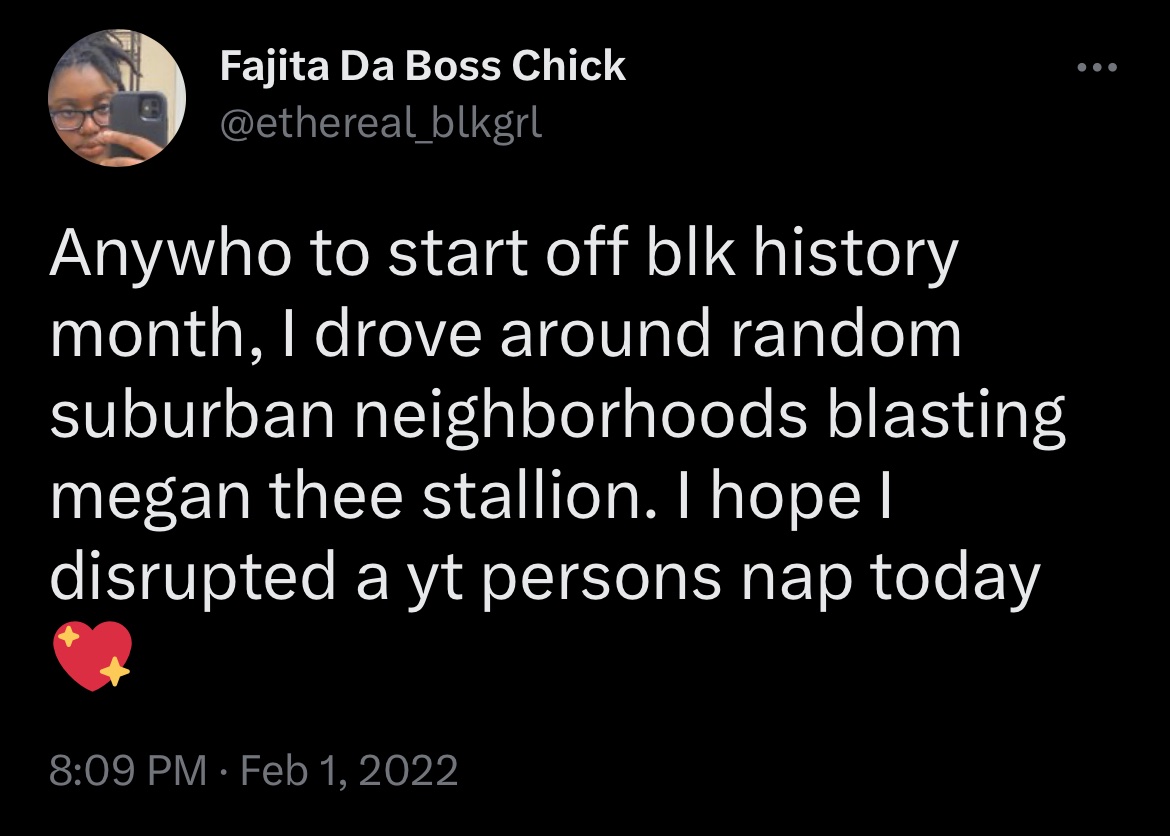 Fajita Da Boss Chick
@ethereal_blkgrl
Anywho to start off blk history
month, I drove around random
suburban neighborhoods blasting
megan thee stallion. I hope I
disrupted a yt persons nap today
💖
8:09 PM · Feb 1, 2022